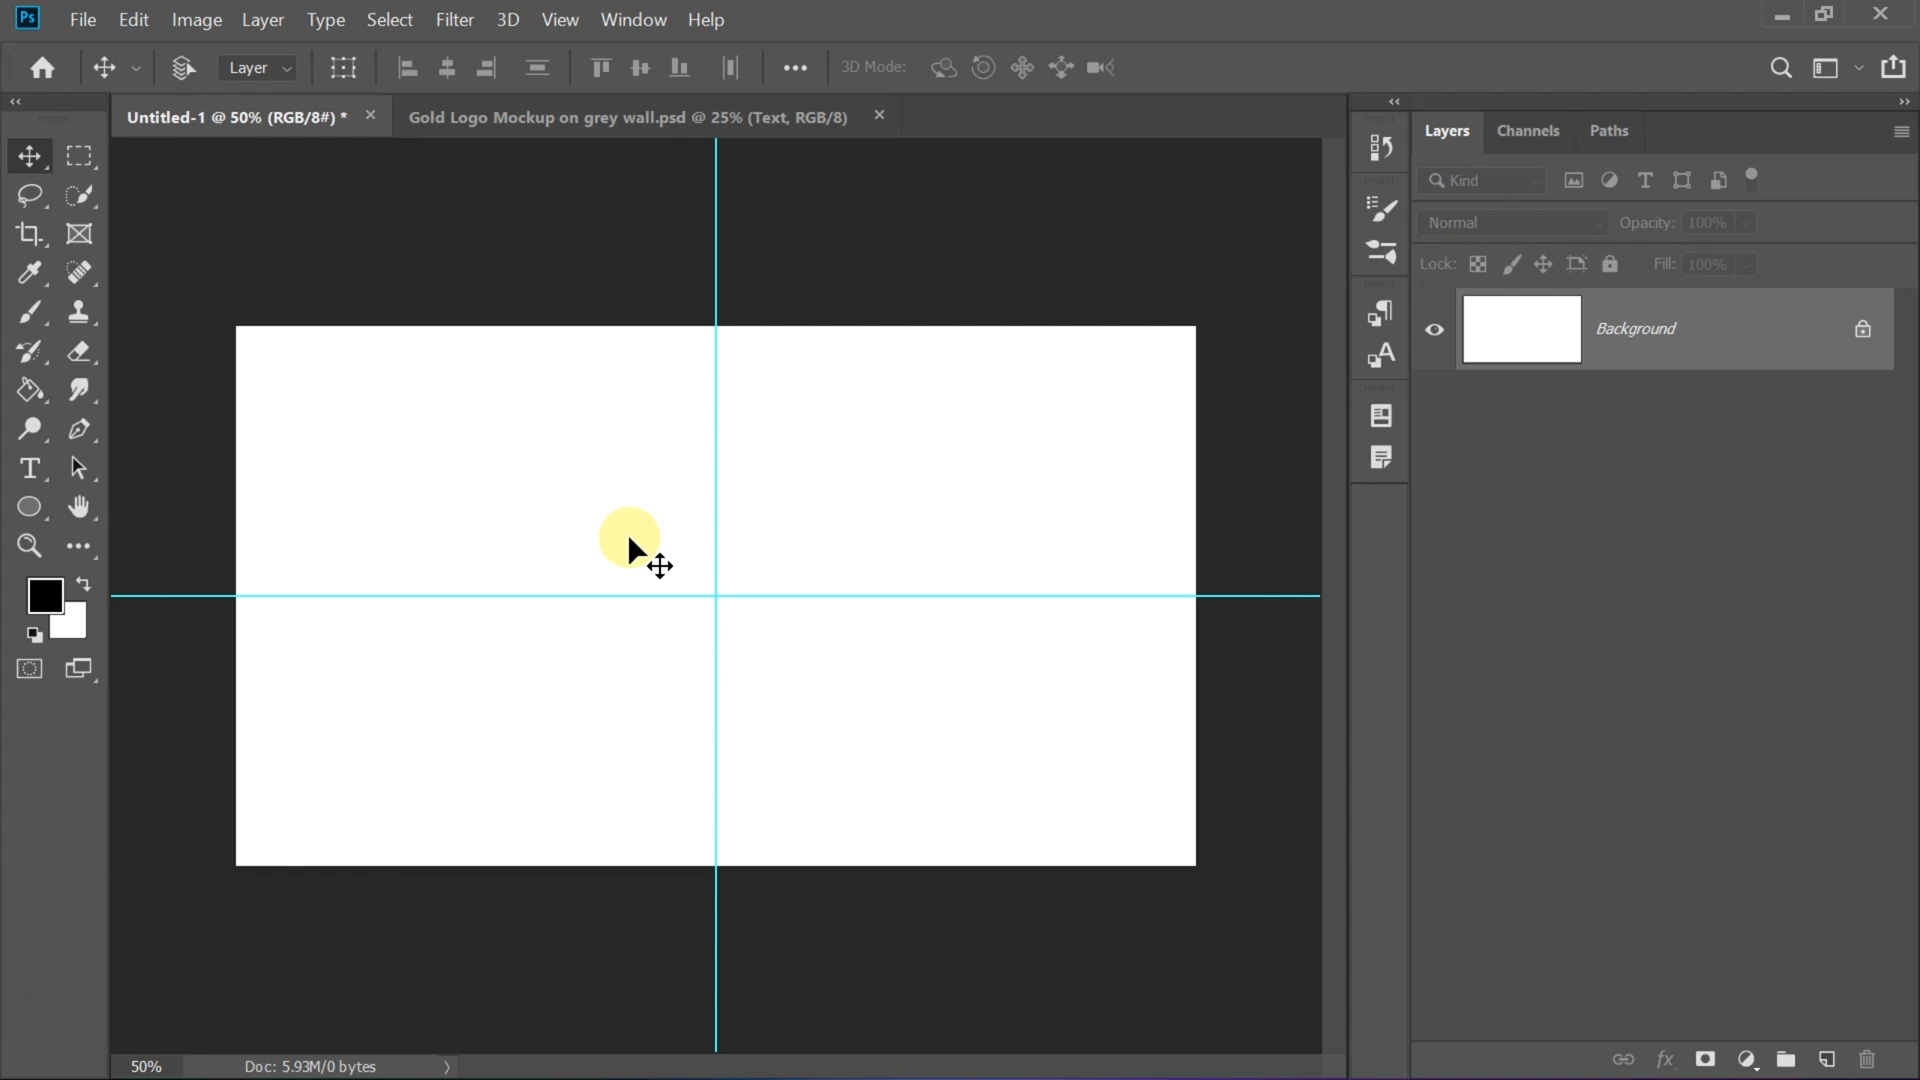 Ps File Edit Image Layer Type Select Filter 3D View Window Help
Layer 3D Mode:
Untitled-1 @ 50% (RGB/8#) * Gold Logo Mockup on grey wall.psd @ 25% (Text, RGB/8)
Layers Channels Paths
Kind
Normal Opacity: 100%
Lock: Fill: 100%
Background
50% Doc: 5.93M/0 bytes